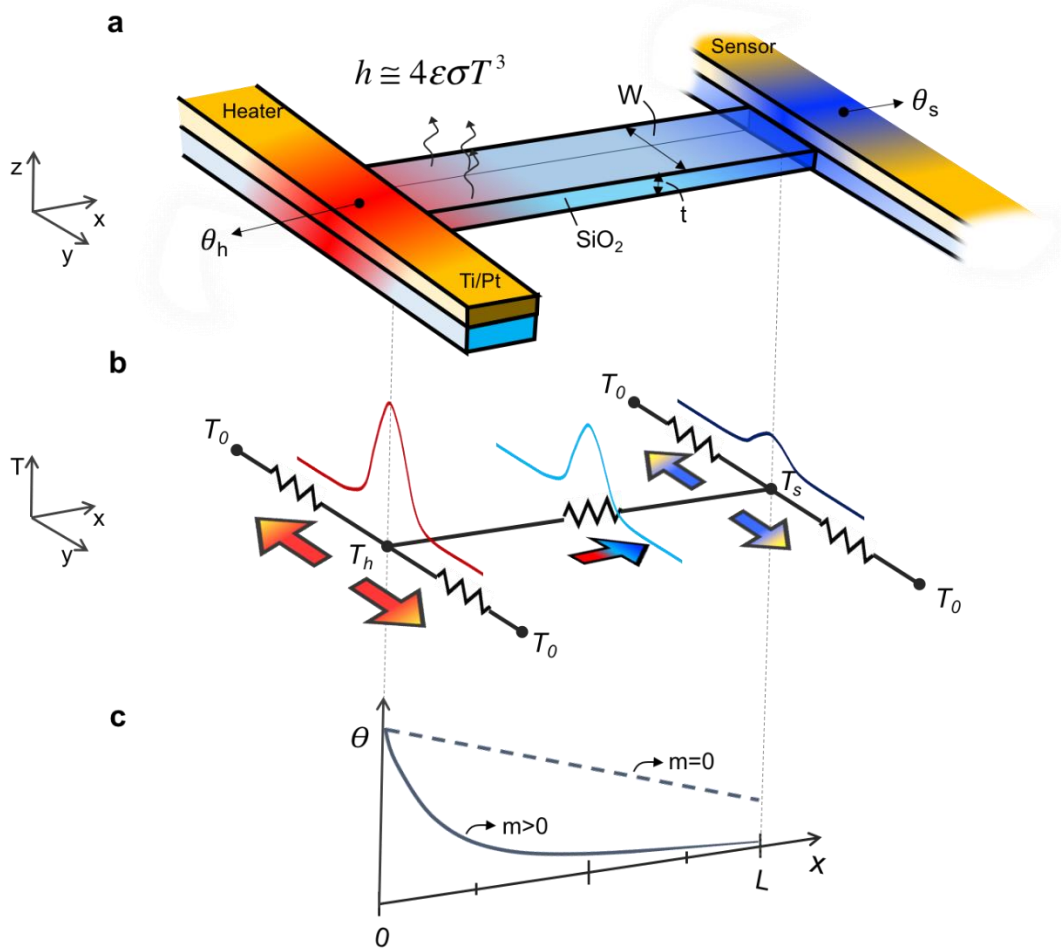 a
h ≅ 4εσT³
Sensor
Heater
W
θs
z
x
y
t
θh
SiO₂
Ti/Pt
b
T₀
T₀
T
x
y
Ts
Th
T₀
T₀
c
θ
m=0
m>0
x
L
0